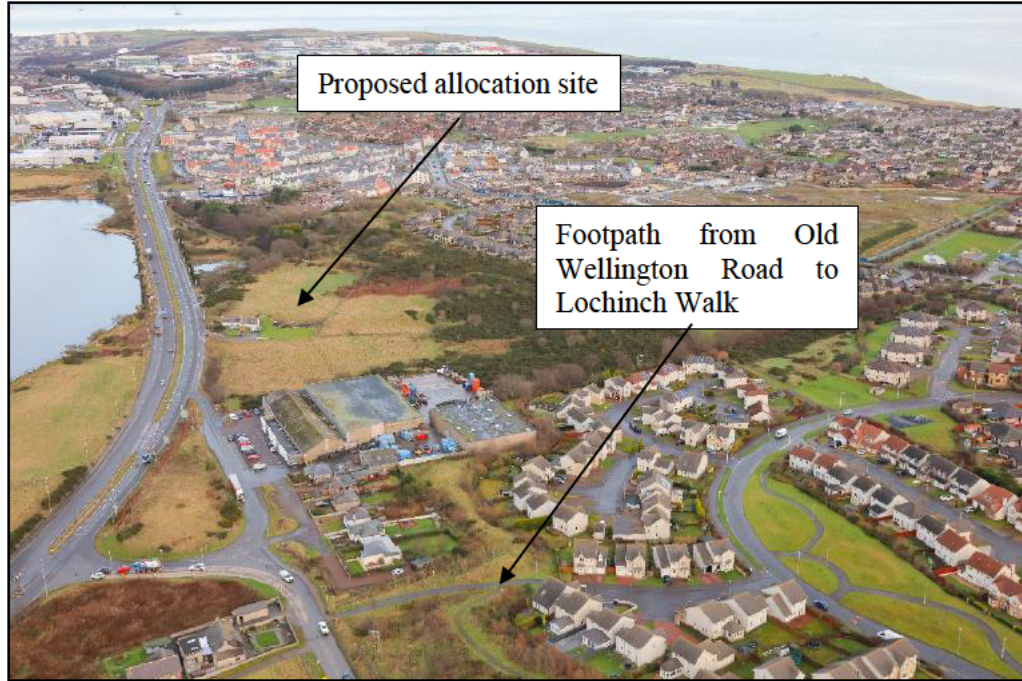 Proposed allocation site
Footpath from Old
Wellington Road to
Lochinch Walk